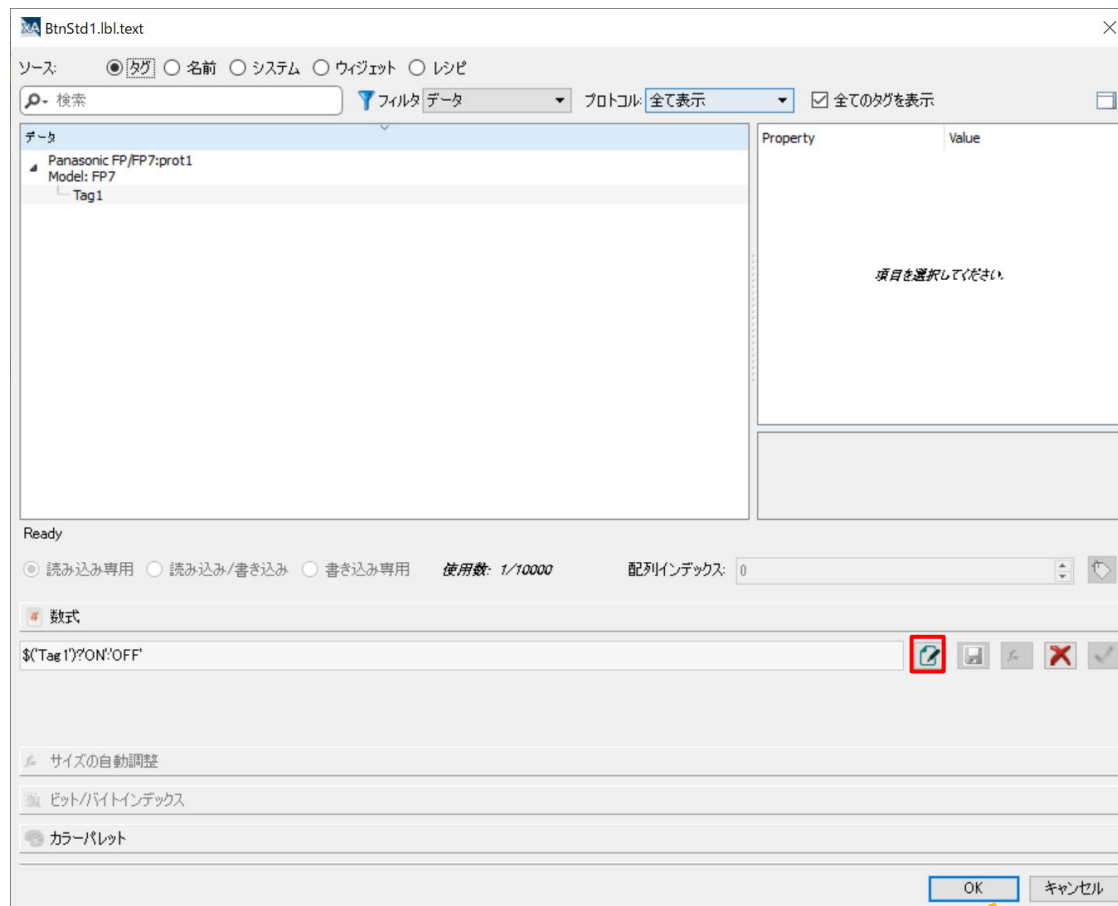 BtnStd1.lbl.text
ソース: タグ 名前 システム ウィジェット レシピ
検索 フィルタ データ プロトコル: 全て表示 全てのタグを表示
データ Property Value
Panasonic FP/FP7:prot1
Model: FP7
Tag1
項目を選択してください.
Ready
読み込み専用 読み込み/書き込み 書き込み専用 使用数: 1/10000 配列インデックス: 0
数式
$('Tag1')?'ON':'OFF'
サイズの自動調整
ビット/バイトインデックス
カラーパレット
OK キャンセル